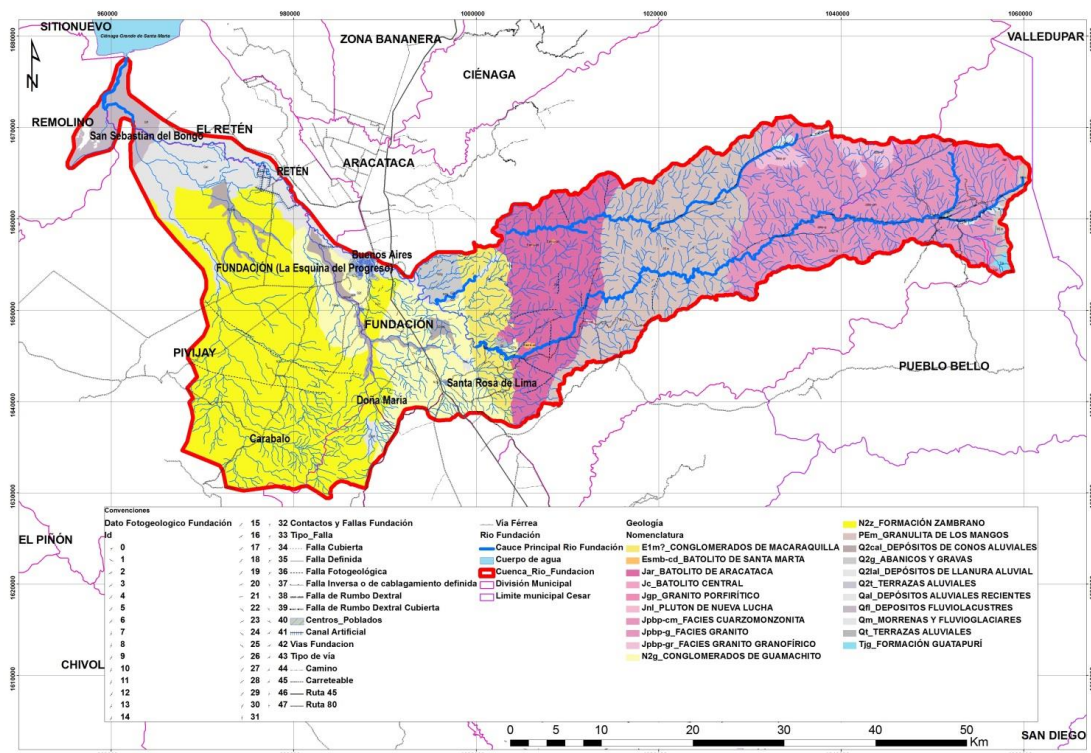 960000 980000 1000000 1020000 1040000 1060000
SITIONUEVO
Ciénaga Grande de Santa Marta
ZONA BANANERA
VALLEDUPAR
1680000
N
CIÉNAGA
REMOLINO
EL RETÉN
1670000
San Sebastian del Bongo
ARACATACA
RETÉN
1660000
Buenos Aires
FUNDACIÓN (La Esquina del Progreso)
1650000
FUNDACIÓN
PIVIJAY
PUEBLO BELLO
Santa Rosa de Lima
1640000
Doña Maria
Carabalo
1630000
EL PIÑÓN
1620000
CHIVOL
1610000
SAN DIEGO
Convenciones
Dato Fotogeologico Fundación
Id
0
1
2
3
4
5
6
7
8
9
10
11
12
13
14
15
16
17
18
19
20
21
22
23
24
25
26
27
28
29
30
31
32
33
34
35
36
37
38
39
40
41
42
43
44
45
46
47
Contactos y Fallas Fundación
Tipo_Falla
Falla Cubierta
Falla Definida
Falla Fotogeológica
Falla Inversa o de cablagamiento definida
Falla de Rumbo Dextral
Falla de Rumbo Dextral Cubierta
Centros_Poblados
Canal Artificial
Vias Fundacion
Tipo de vía
Camino
Carreteable
Ruta 45
Ruta 80
Via Férrea
Rio Fundación
Cauce Principal Rio Fundación
Cuerpo de agua
Cuenca_Rio_Fundacion
División Municipal
Limite municipal Cesar
Geología
Nomenclatura
E1m?_CONGLOMERADOS DE MACARAQUILLA
Esmb-cd_BATOLITO DE SANTA MARTA
Jar_BATOLITO DE ARACATACA
Jc_BATOLITO CENTRAL
Jgp_GRANITO PORFIRÍTICO
Jnl_PLUTON DE NUEVA LUCHA
Jpbp-cm_FACIES CUARZOMONZONITA
Jpbp-g_FACIES GRANITO
Jpbp-gr_FACIES GRANITO GRANOFÍRICO
N2g_CONGLOMERADOS DE GUAMACHITO
N2z_FORMACIÓN ZAMBRANO
PEm_GRANULITA DE LOS MANGOS
Q2cal_DEPÓSITOS DE CONOS ALUVIALES
Q2g_ABANICOS Y GRAVAS
Q2lal_DEPÓSITOS DE LLANURA ALUVIAL
Q2t_TERRAZAS ALUVIALES
Qal_DEPÓSITOS ALUVIALES RECIENTES
Qfl_DEPOSITOS FLUVIOLACUSTRES
Qm_MORRENAS Y FLUVIOGLACIARES
Qt_TERRAZAS ALUVIALES
Tjg_FORMACIÓN GUATAPURÍ
0 5 10 20 30 40 50
Km